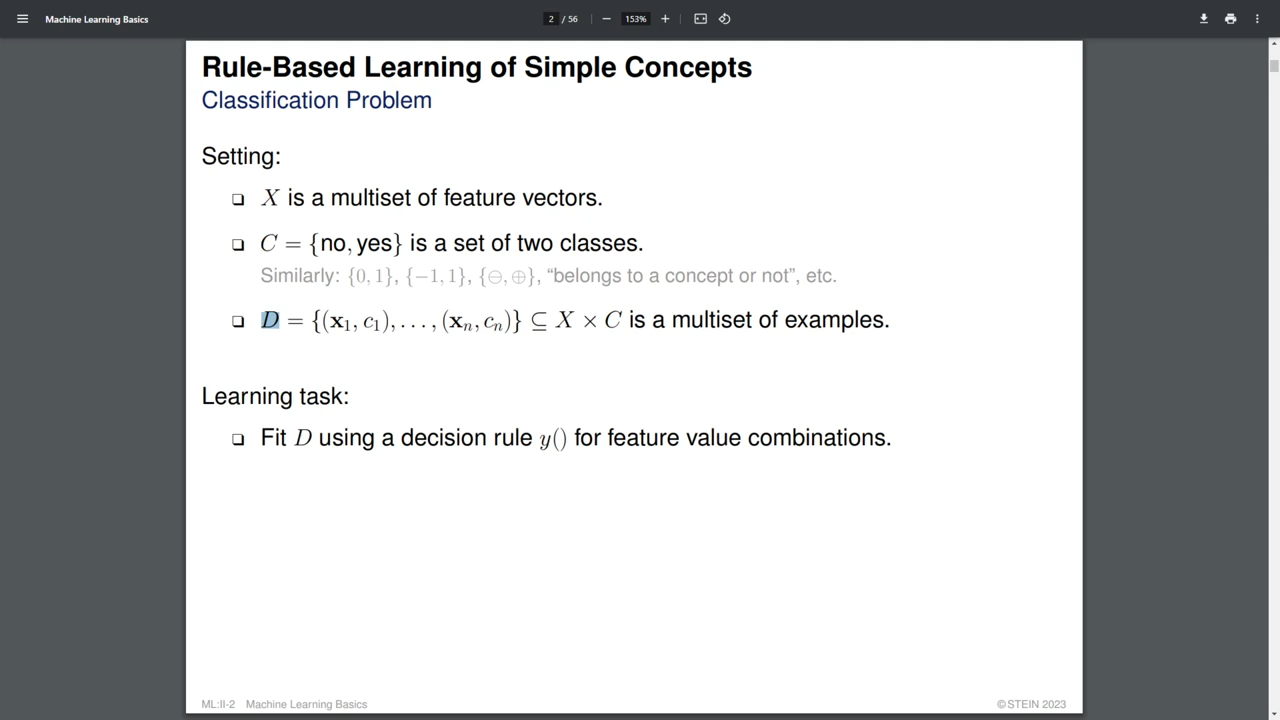 Machine Learning Basics
2 / 56
153%
Rule-Based Learning of Simple Concepts
Classification Problem
Setting:
❑ X is a multiset of feature vectors.
❑ C = {no, yes} is a set of two classes.
Similarly: {0, 1}, {−1, 1}, {⊖, ⊕}, “belongs to a concept or not”, etc.
❑ D = {(x₁, c₁), . . . , (xₙ, cₙ)} ⊆ X × C is a multiset of examples.
Learning task:
❑ Fit D using a decision rule y() for feature value combinations.
ML:II-2 Machine Learning Basics
©STEIN 2023